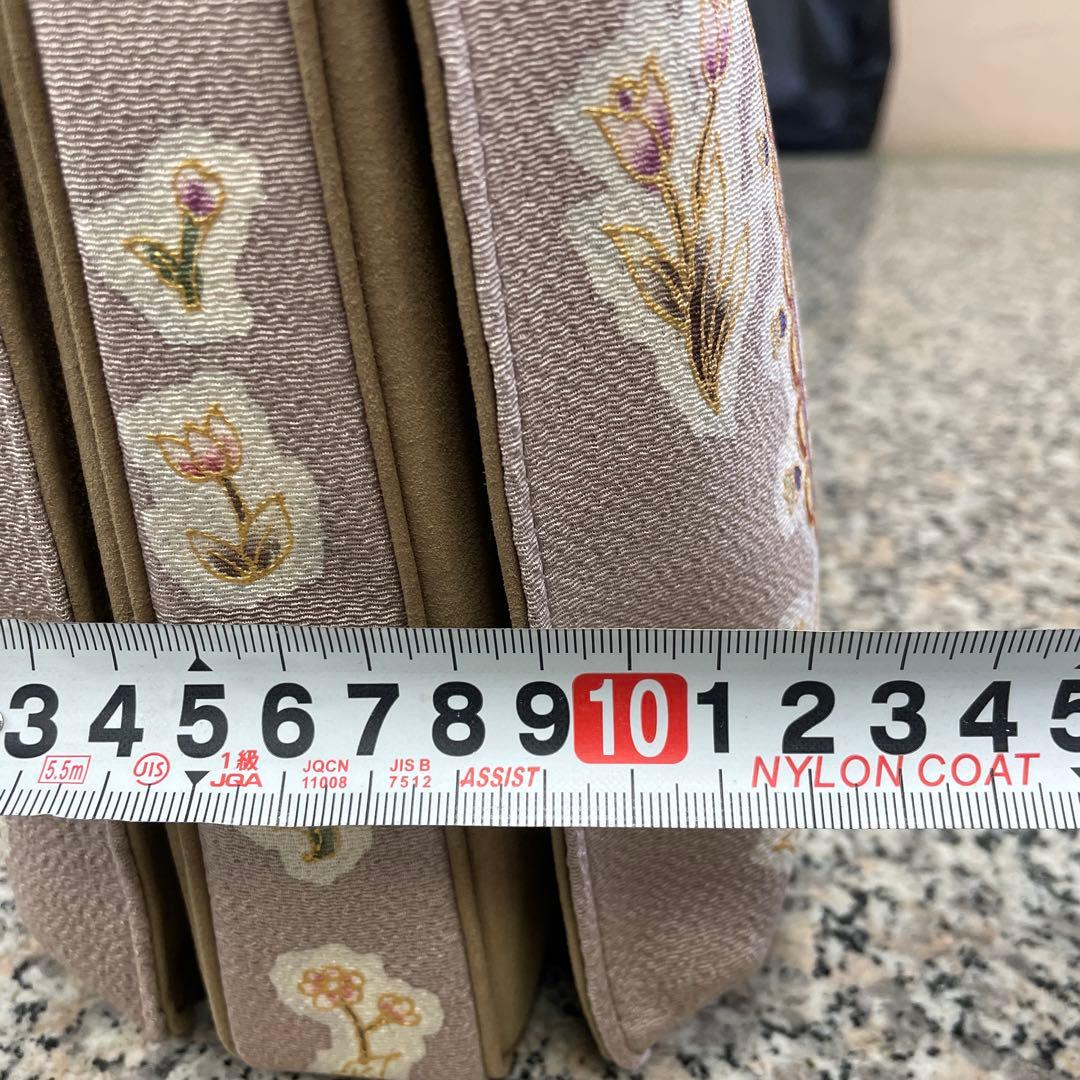 3 4 5 6 7 8 9 10 1 2 3 4 5
5.5m JIS 1級 JQA JQCN 11008 JIS B 7512 ASSIST NYLON COAT